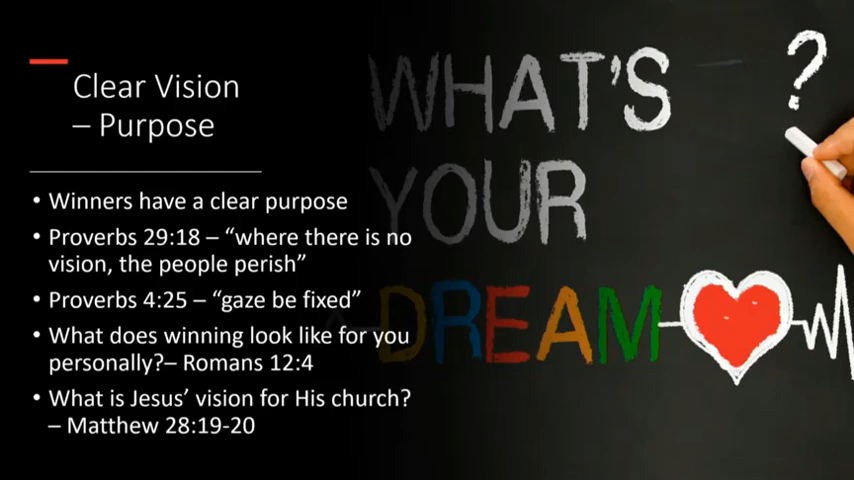 Clear Vision
– Purpose
• Winners have a clear purpose
• Proverbs 29:18 – “where there is no
vision, the people perish”
• Proverbs 4:25 – “gaze be fixed”
• What does winning look like for you
personally?– Romans 12:4
• What is Jesus’ vision for His church?
– Matthew 28:19-20
WHAT'S ?
YOUR
DREAM